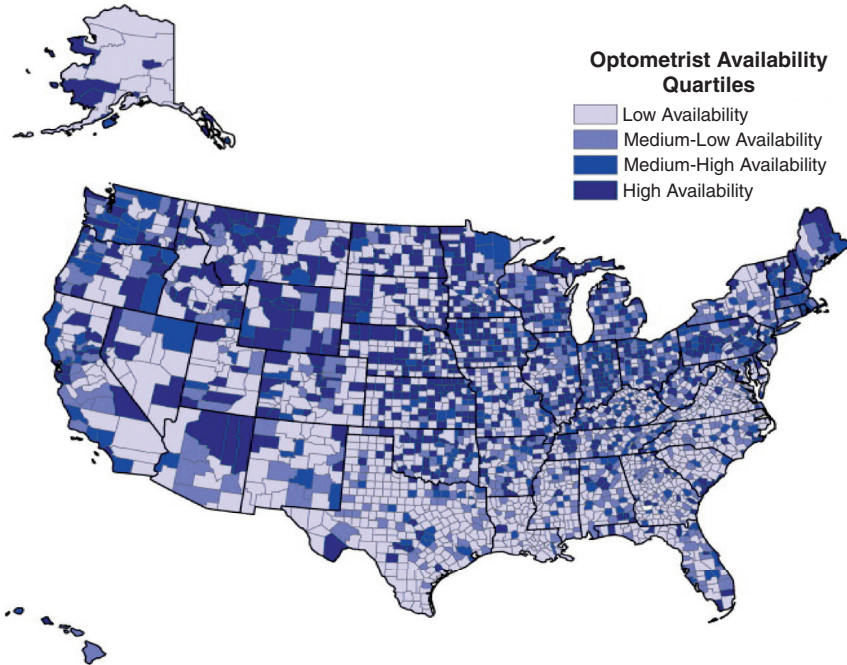 Optometrist Availability
Quartiles
Low Availability
Medium-Low Availability
Medium-High Availability
High Availability